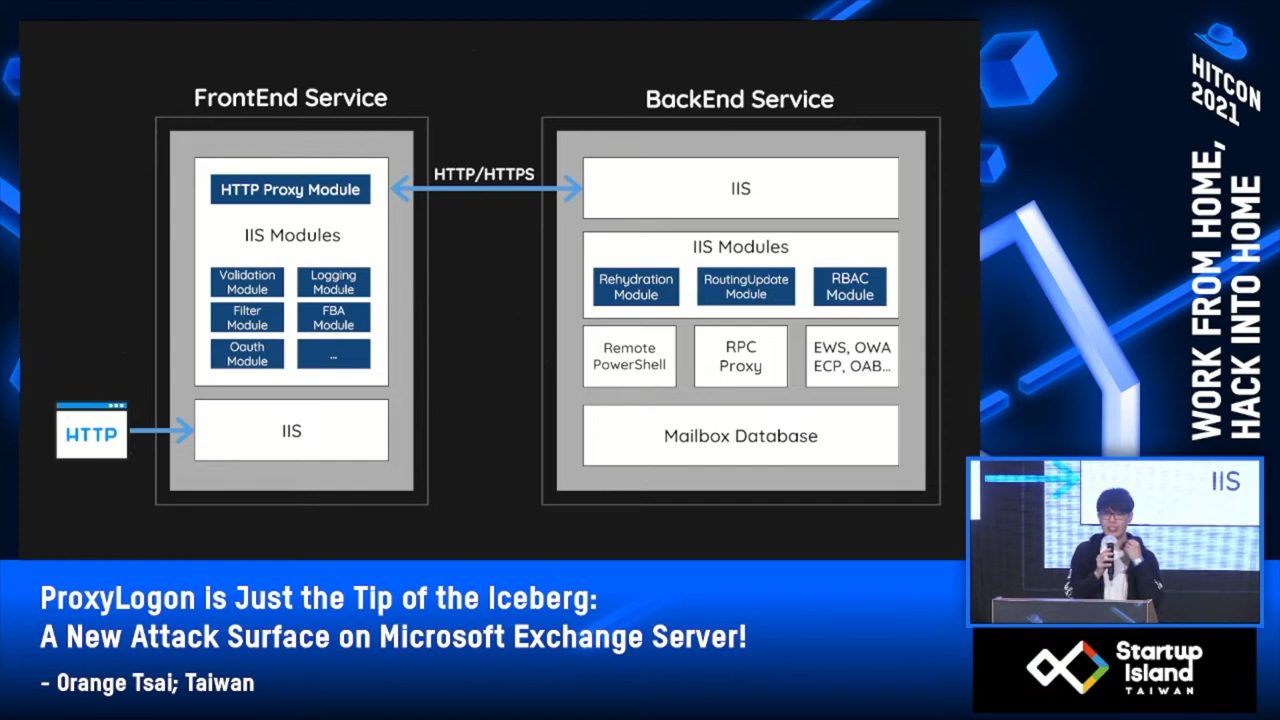 FrontEnd Service
HTTP Proxy Module
IIS Modules
Validation
Module
Logging
Module
Filter
Module
FBA
Module
Oauth
Module
...
IIS
HTTP
HTTP/HTTPS
BackEnd Service
IIS
IIS Modules
Rehydration
Module
RoutingUpdate
Module
RBAC
Module
Remote
PowerShell
RPC
Proxy
EWS, OWA
ECP, OAB...
Mailbox Database
HITCON
2021
WORK FROM HOME,
HACK INTO HOME
IIS
ProxyLogon is Just the Tip of the Iceberg:
A New Attack Surface on Microsoft Exchange Server!
- Orange Tsai; Taiwan
Startup
Island
TAIWAN